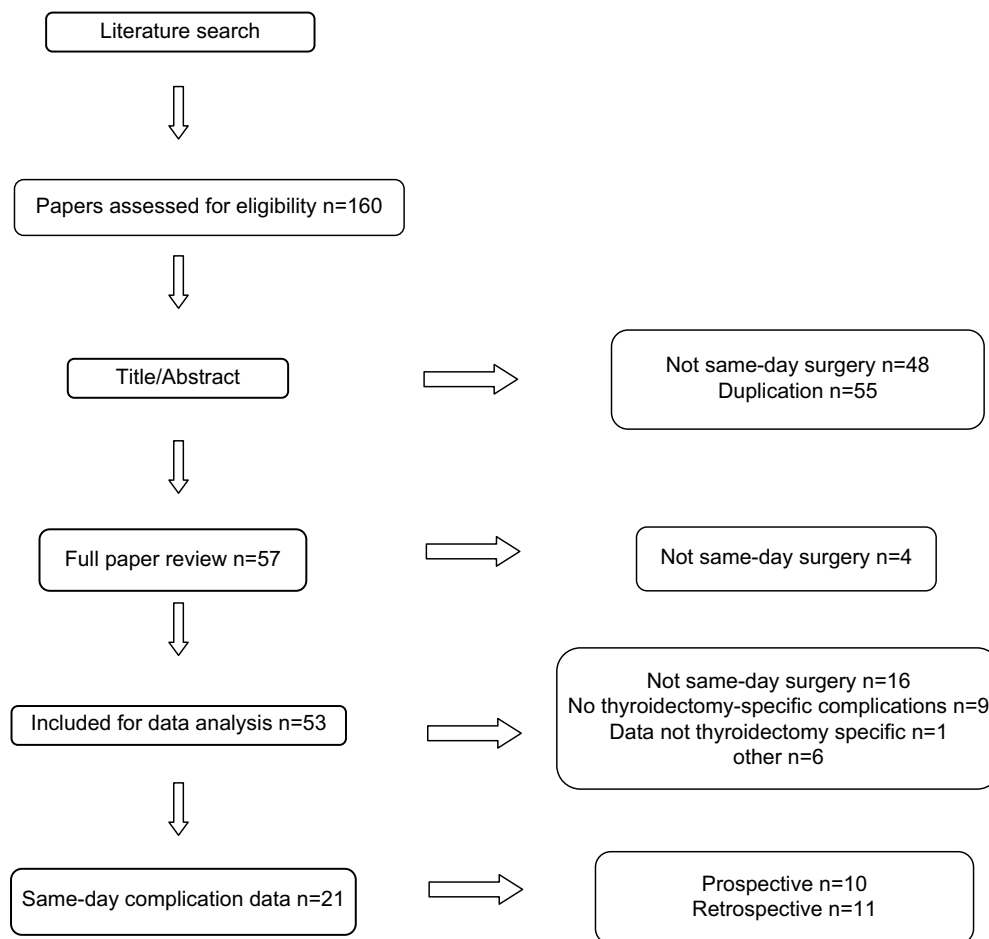 Literature search
Papers assessed for eligibility n=160
Title/Abstract
Not same-day surgery n=48
Duplication n=55
Full paper review n=57
Not same-day surgery n=4
Included for data analysis n=53
Not same-day surgery n=16
No thyroidectomy-specific complications n=9
Data not thyroidectomy specific n=1
other n=6
Same-day complication data n=21
Prospective n=10
Retrospective n=11